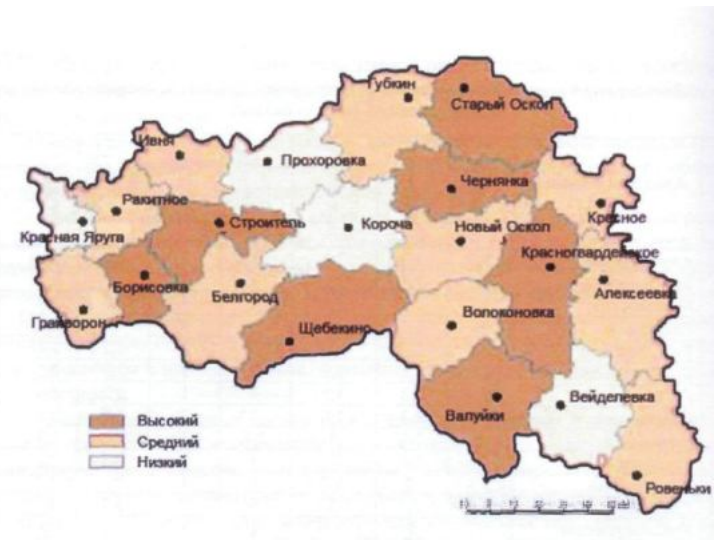 Губкин
Старый Оскол
Ивня
Прохоровка
Чернянка
Ракитное
Красное
Красная Яруга
Строитель
Короча
Новый Оскол
Красногвардейское
Борисовка
Белгород
Алексеевка
Грайворон
Щебекино
Волоконовка
Вейделевка
Валуйки
Высокий
Средний
Низкий
Ровеньки